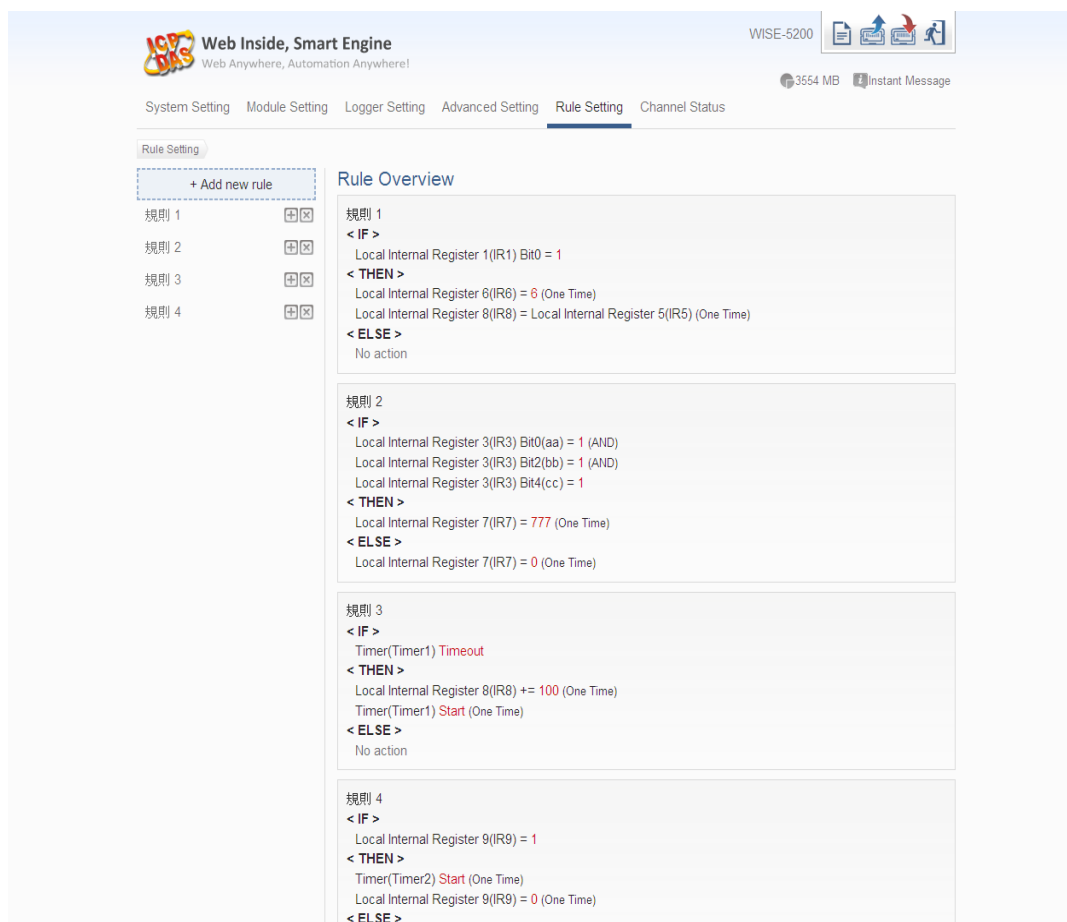 ICP DAS
Web Inside, Smart Engine
Web Anywhere, Automation Anywhere!
WISE-5200
3554 MB Instant Message
System Setting Module Setting Logger Setting Advanced Setting Rule Setting Channel Status
Rule Setting
+ Add new rule
規則 1
規則 2
規則 3
規則 4
Rule Overview
規則 1
< IF >
Local Internal Register 1(IR1) Bit0 = 1
< THEN >
Local Internal Register 6(IR6) = 6 (One Time)
Local Internal Register 8(IR8) = Local Internal Register 5(IR5) (One Time)
< ELSE >
No action
規則 2
< IF >
Local Internal Register 3(IR3) Bit0(aa) = 1 (AND)
Local Internal Register 3(IR3) Bit2(bb) = 1 (AND)
Local Internal Register 3(IR3) Bit4(cc) = 1
< THEN >
Local Internal Register 7(IR7) = 777 (One Time)
< ELSE >
Local Internal Register 7(IR7) = 0 (One Time)
規則 3
< IF >
Timer(Timer1) Timeout
< THEN >
Local Internal Register 8(IR8) += 100 (One Time)
Timer(Timer1) Start (One Time)
< ELSE >
No action
規則 4
< IF >
Local Internal Register 9(IR9) = 1
< THEN >
Timer(Timer2) Start (One Time)
Local Internal Register 9(IR9) = 0 (One Time)
< ELSE >